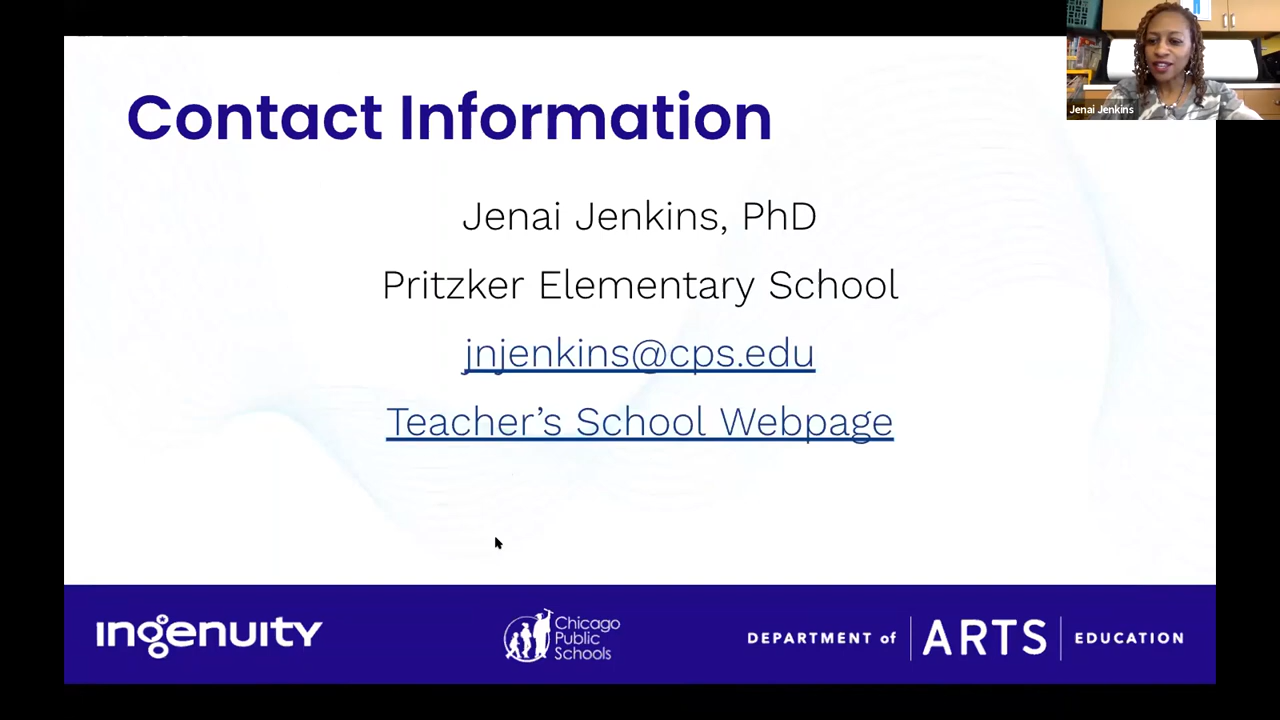 Contact Information
Jenai Jenkins
Jenai Jenkins, PhD
Pritzker Elementary School
jnjenkins@cps.edu
Teacher’s School Webpage
ingenuity
Chicago
Public
Schools
DEPARTMENT of | ARTS | EDUCATION